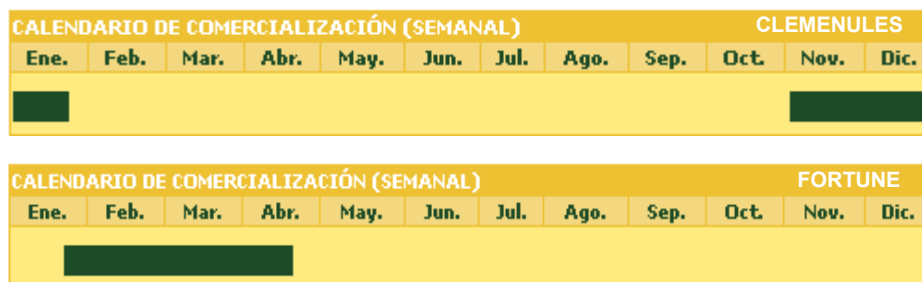 CALENDARIO DE COMERCIALIZACIÓN (SEMANAL) CLEMENULES
Ene. Feb. Mar. Abr. May. Jun. Jul. Ago. Sep. Oct. Nov. Dic.
CALENDARIO DE COMERCIALIZACIÓN (SEMANAL) FORTUNE
Ene. Feb. Mar. Abr. May. Jun. Jul. Ago. Sep. Oct. Nov. Dic.